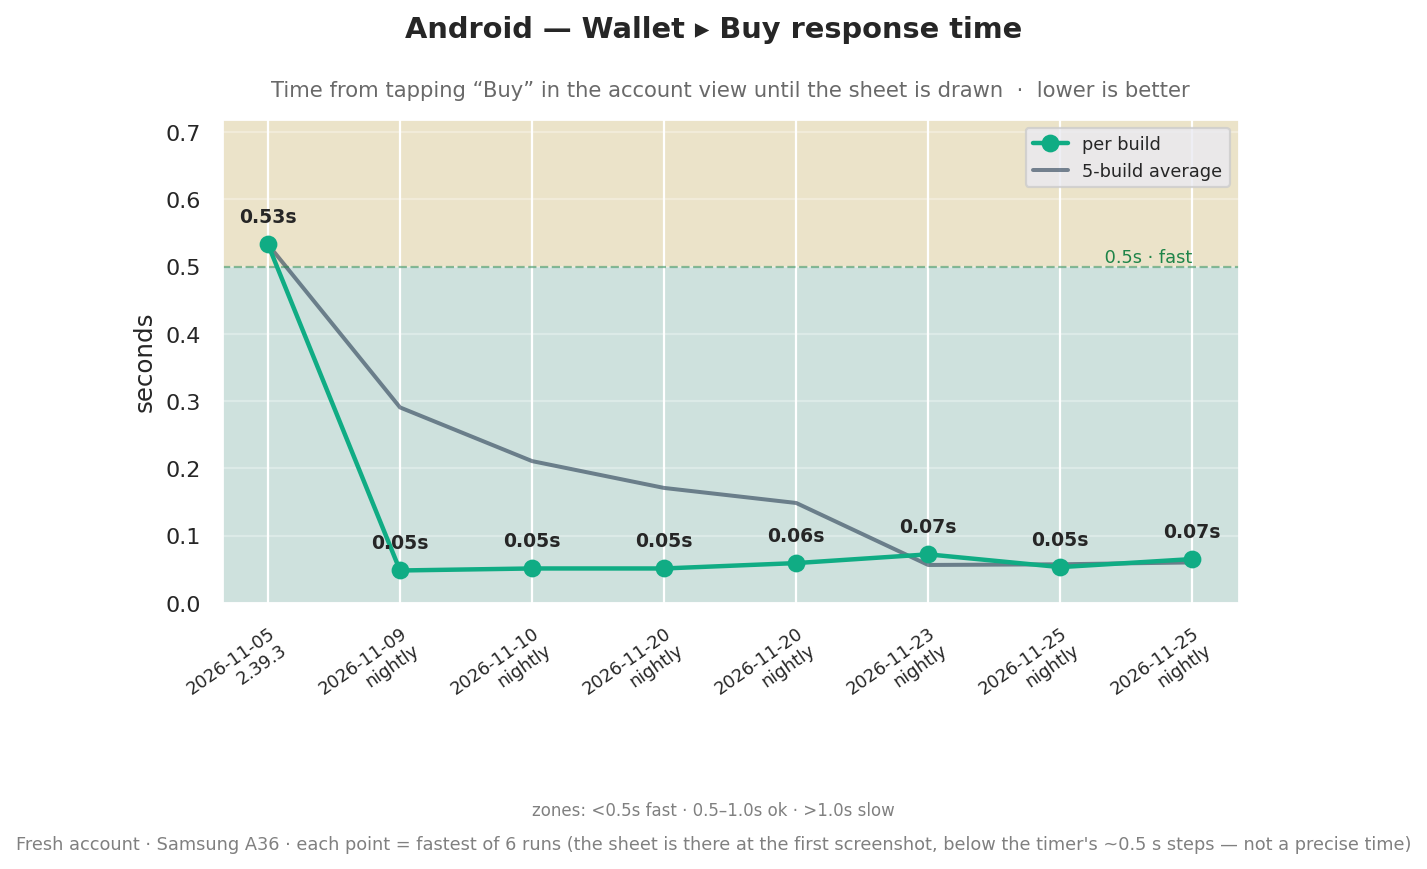 Android — Wallet ▸ Buy response time
Time from tapping “Buy” in the account view until the sheet is drawn · lower is better
per build
5-build average
0.5s · fast
seconds
0.7
0.6
0.5
0.4
0.3
0.2
0.1
0.0
0.53s
0.05s
0.05s
0.05s
0.06s
0.07s
0.05s
0.07s
2026-11-05
2.39.3
2026-11-09
nightly
2026-11-10
nightly
2026-11-20
nightly
2026-11-20
nightly
2026-11-23
nightly
2026-11-25
nightly
2026-11-25
nightly
zones: <0.5s fast · 0.5–1.0s ok · >1.0s slow
Fresh account · Samsung A36 · each point = fastest of 6 runs (the sheet is there at the first screenshot, below the timer's ~0.5 s steps — not a precise time)